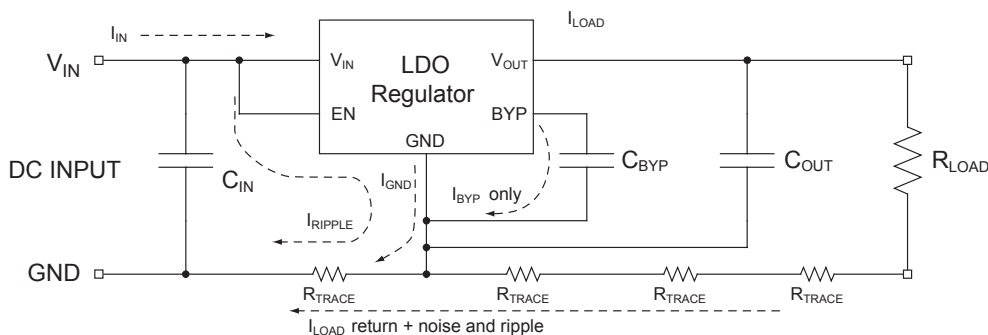 I_IN
I_LOAD
V_IN
V_IN
LDO
Regulator
V_OUT
EN
BYP
GND
DC INPUT
C_IN
I_GND
I_BYP only
C_BYP
C_OUT
R_LOAD
I_RIPPLE
GND
R_TRACE
R_TRACE
R_TRACE
R_TRACE
I_LOAD return + noise and ripple